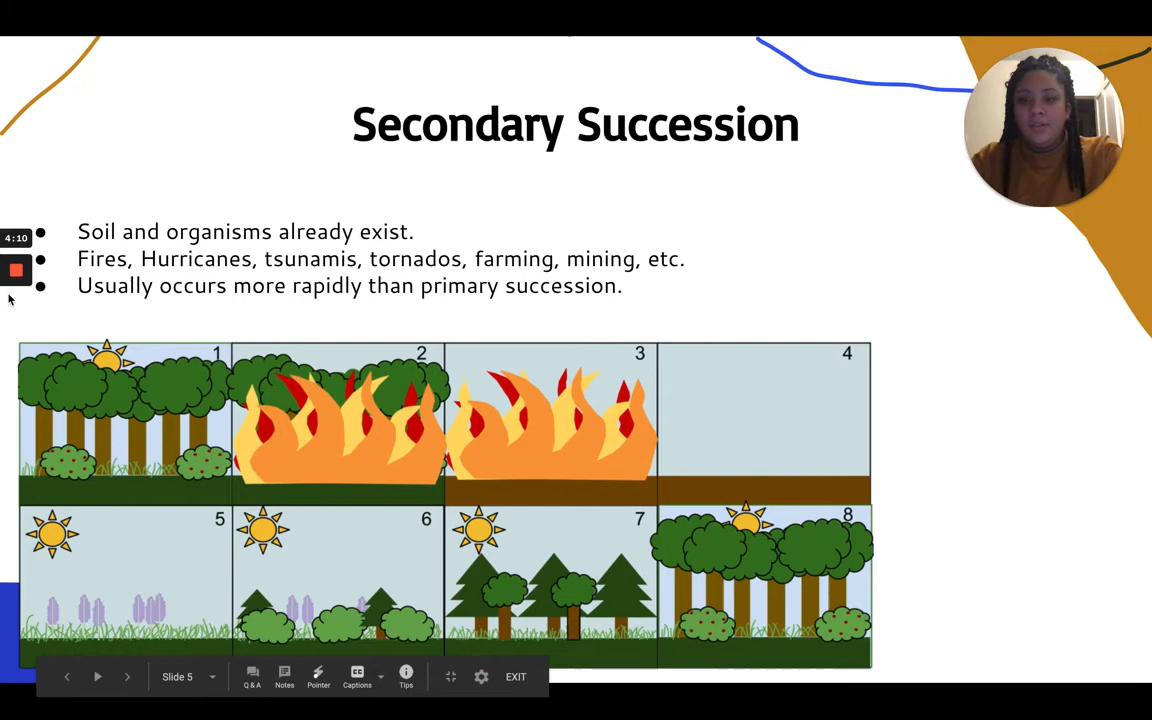 Secondary Succession
Soil and organisms already exist.
4:10
Fires, Hurricanes, tsunamis, tornados, farming, mining, etc.
Usually occurs more rapidly than primary succession.
1 2 3 4
5 6 7 8
Slide 5 Q & A Notes Pointer CC Captions Tips EXIT